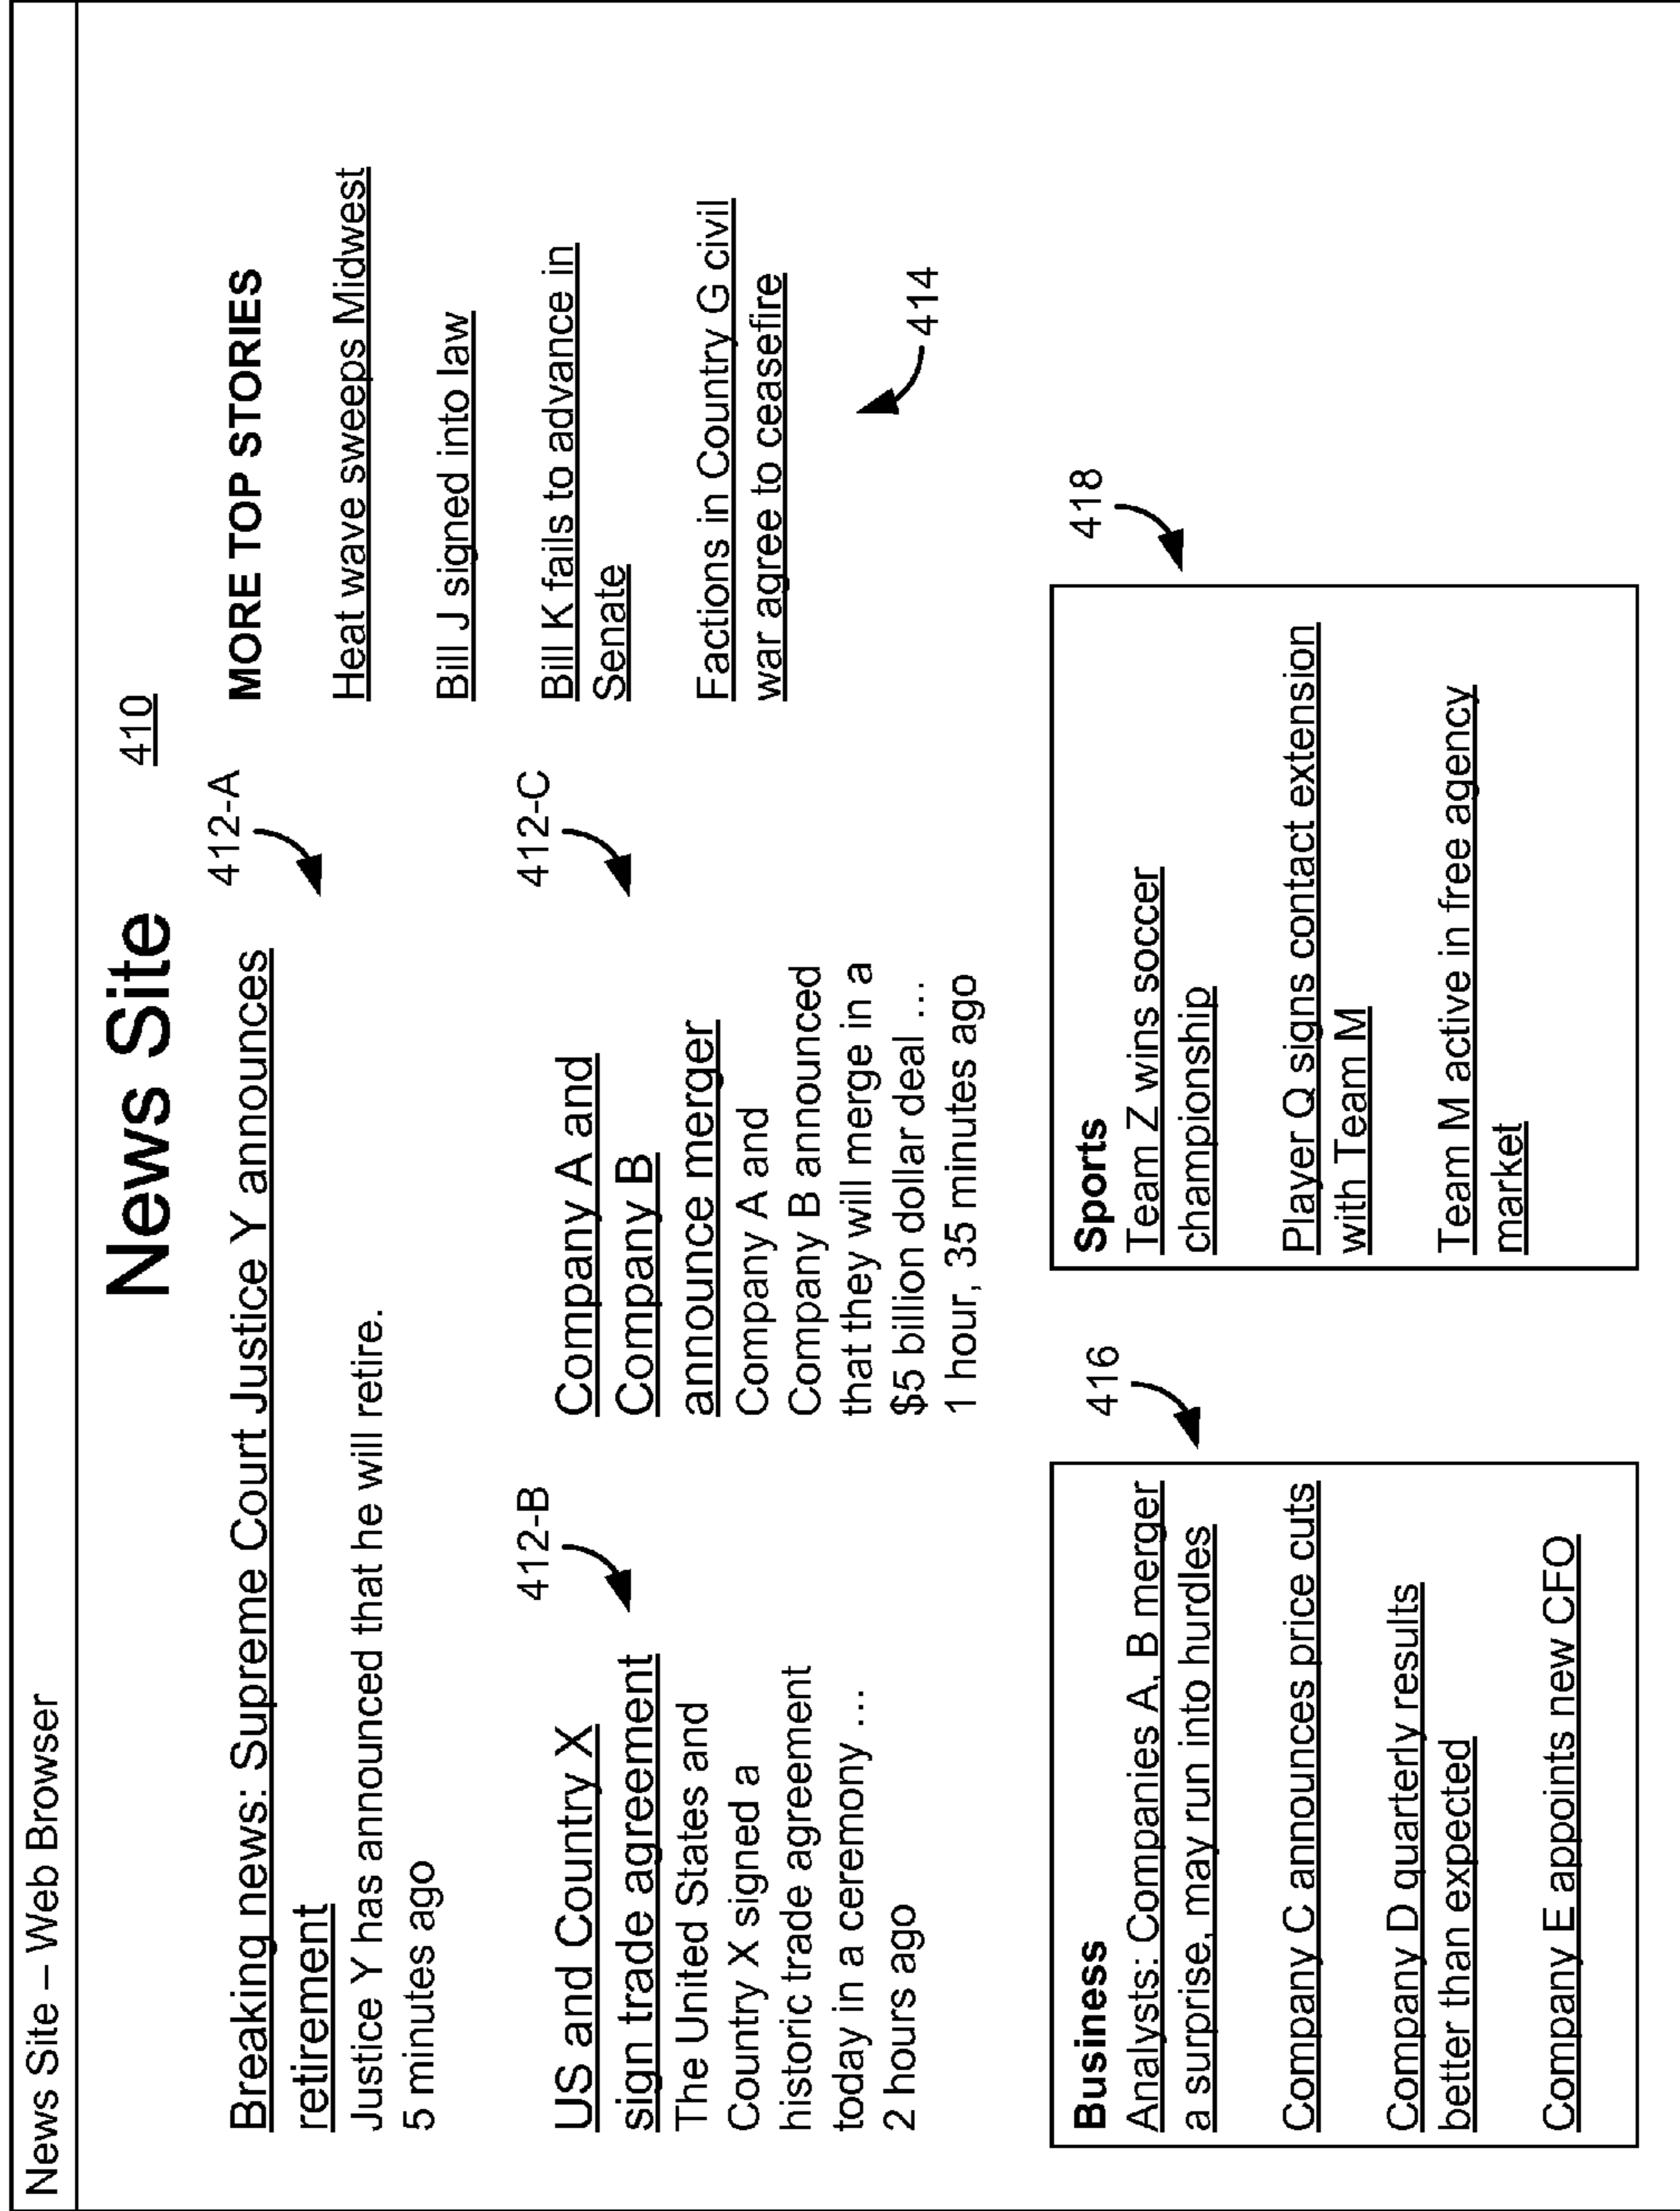 News Site – Web Browser
News Site
410
Breaking news: Supreme Court Justice Y announces
retirement
Justice Y has announced that he will retire.
5 minutes ago
412-A
412-B
US and Country X
sign trade agreement
The United States and
Country X signed a
historic trade agreement
today in a ceremony ...
2 hours ago
412-C
Company A and
Company B
announce merger
Company A and
Company B announced
that they will merge in a
$5 billion dollar deal ...
1 hour, 35 minutes ago
MORE TOP STORIES
Heat wave sweeps Midwest
Bill J signed into law
Bill K fails to advance in
Senate
Factions in Country G civil
war agree to ceasefire
414
416
Business
Analysts: Companies A, B merger
a surprise, may run into hurdles
Company C announces price cuts
Company D quarterly results
better than expected
Company E appoints new CFO
418
Sports
Team Z wins soccer
championship
Player Q signs contact extension
with Team M
Team M active in free agency
market